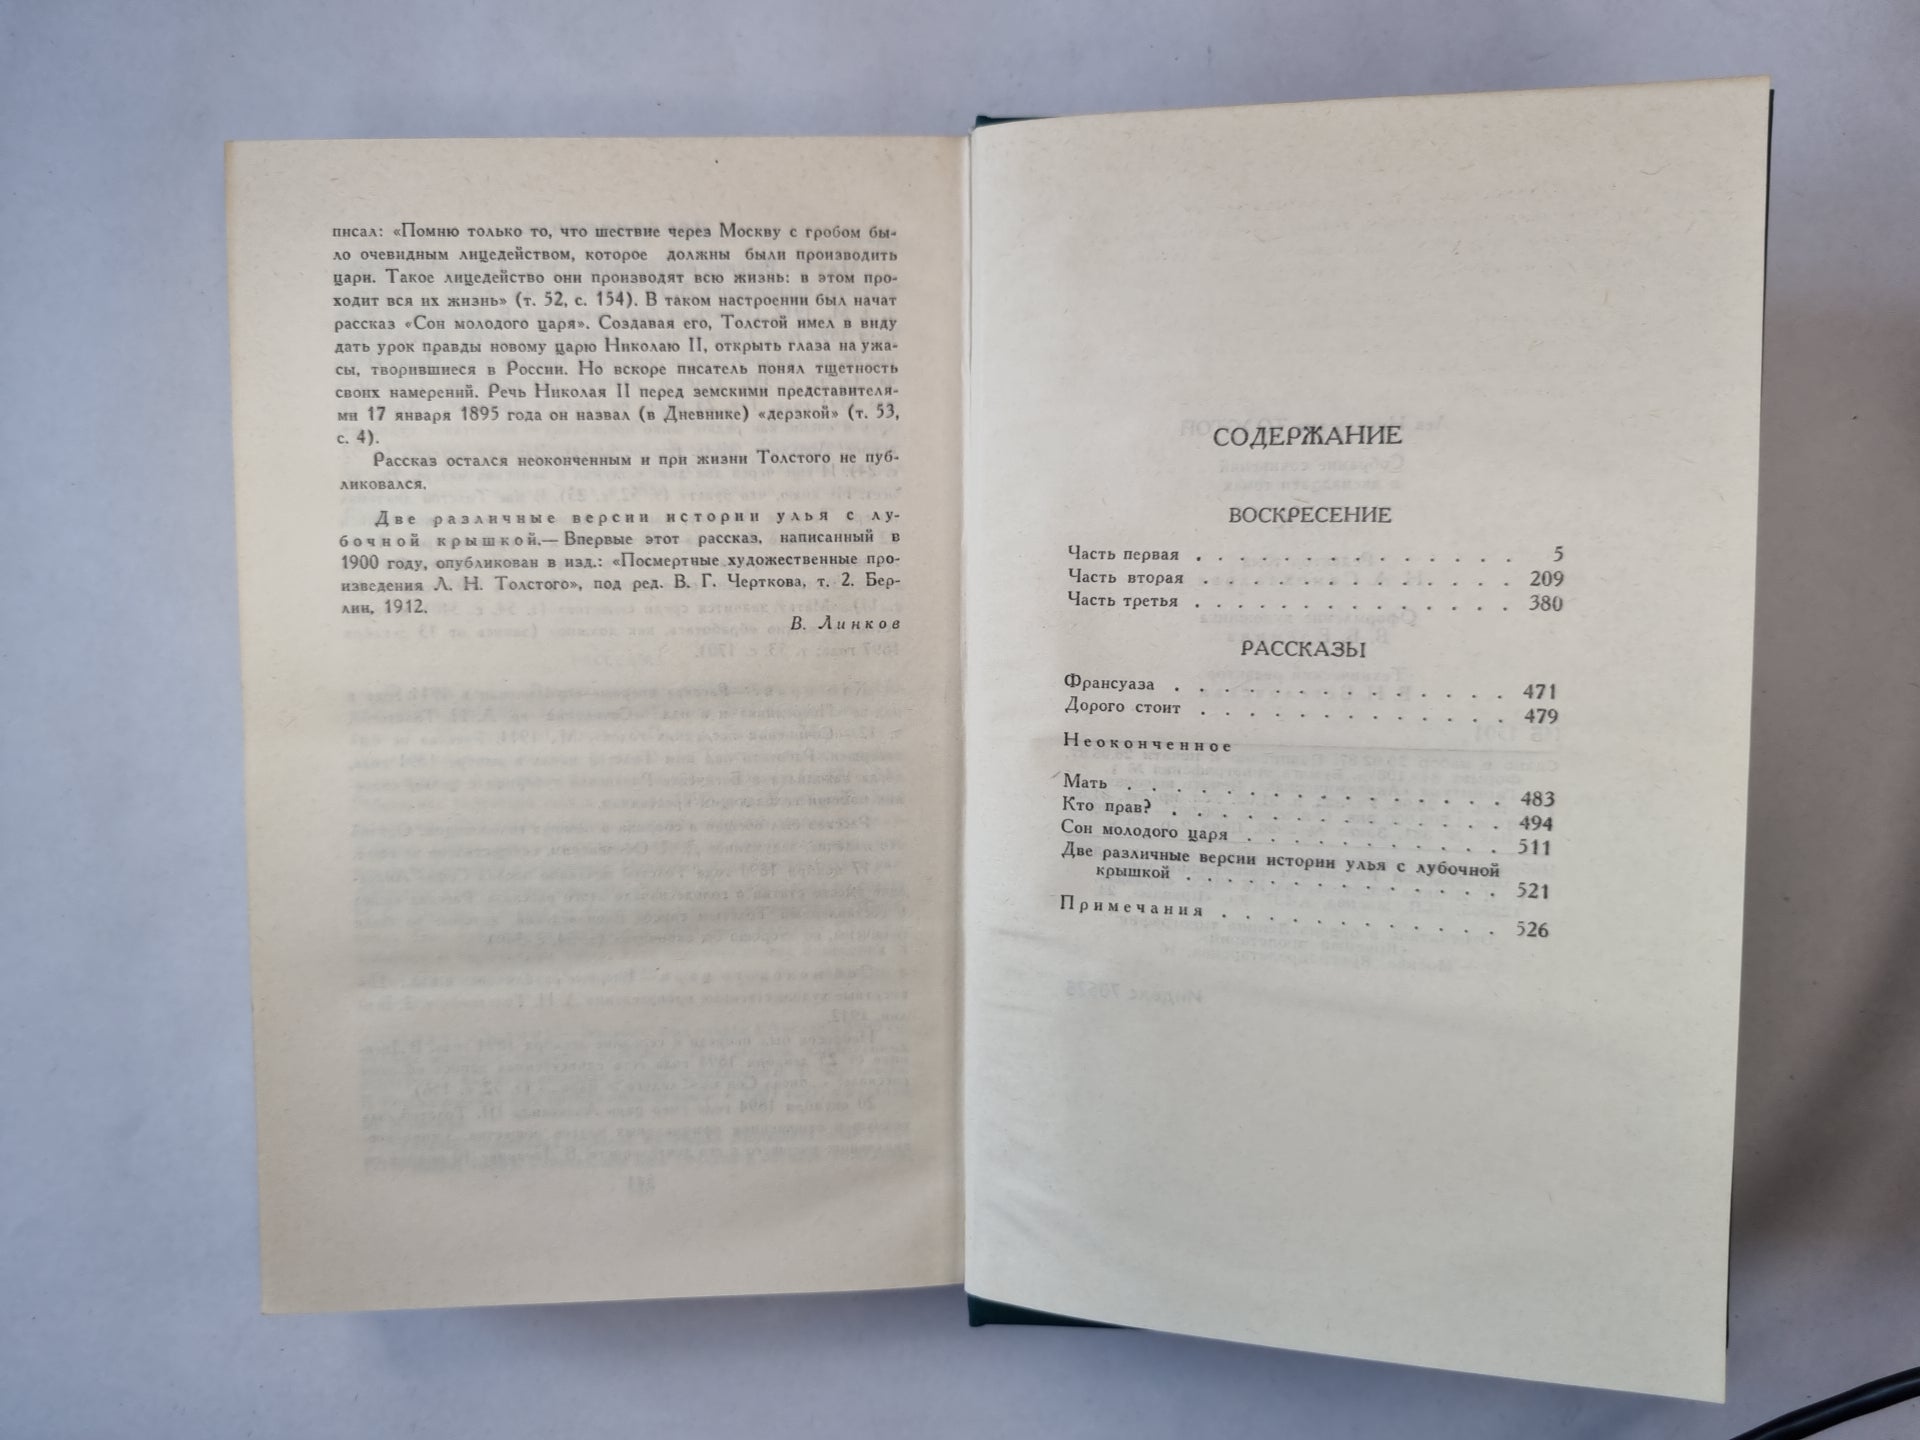 писал: «Помню только то, что шествие через Москву с гробом бы-
ло очевидным лицедейством, которое должны были производить
цари. Такое лицедейство они производят всю жизнь: в этом про-
ходит вся их жизнь» (т. 52, с. 154). В таком настроении был начат
рассказ «Сон молодого царя». Создавая его, Толстой имел в виду
дать урок правды новому царю Николаю II, открыть глаза на ужа-
сы, творившиеся в России. Но вскоре писатель понял тщетность
своих намерений. Речь Николая II перед земскими представителя-
ми 17 января 1895 года он назвал (в Дневнике) «дерзкой» (т. 53,
с. 4).
Рассказ остался неоконченным и при жизни Толстого не пуб-
ликовался.
Две различные версии истории улья с лу-
бочной крышкой.— Впервые этот рассказ, написанный в
1900 году, опубликован в изд.: «Посмертные художественные про-
изведения Л. Н. Толстого», под ред. В. Г. Черткова, т. 2. Бер-
лин, 1912.
В. Линков
СОДЕРЖАНИЕ
ВОСКРЕСЕНИЕ
Часть первая . . . . . . . . . . . . . . 5
Часть вторая . . . . . . . . . . . . . . 209
Часть третья . . . . . . . . . . . . . . 380
РАССКАЗЫ
Франсуаза . . . . . . . . . . . . . . . 471
Дорого стоит . . . . . . . . . . . . . . 479
Неоконченное
Мать . . . . . . . . . . . . . . . . . 483
Кто прав? . . . . . . . . . . . . . . . 494
Сон молодого царя . . . . . . . . . . . . 511
Две различные версии истории улья с лубочной
крышкой . . . . . . . . . . . . . . . 521
Примечания . . . . . . . . . . . . . 526